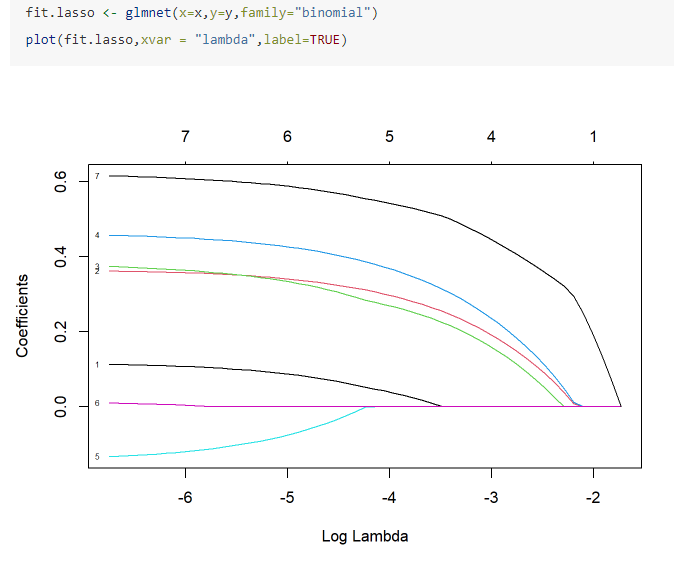 fit.lasso <- glmnet(x=x,y=y,family="binomial")
plot(fit.lasso,xvar = "lambda",label=TRUE)
7 6 5 4 1
0.6
0.4
0.2
0.0
Coefficients
7
4
3
2
1
6
5
-6 -5 -4 -3 -2
Log Lambda